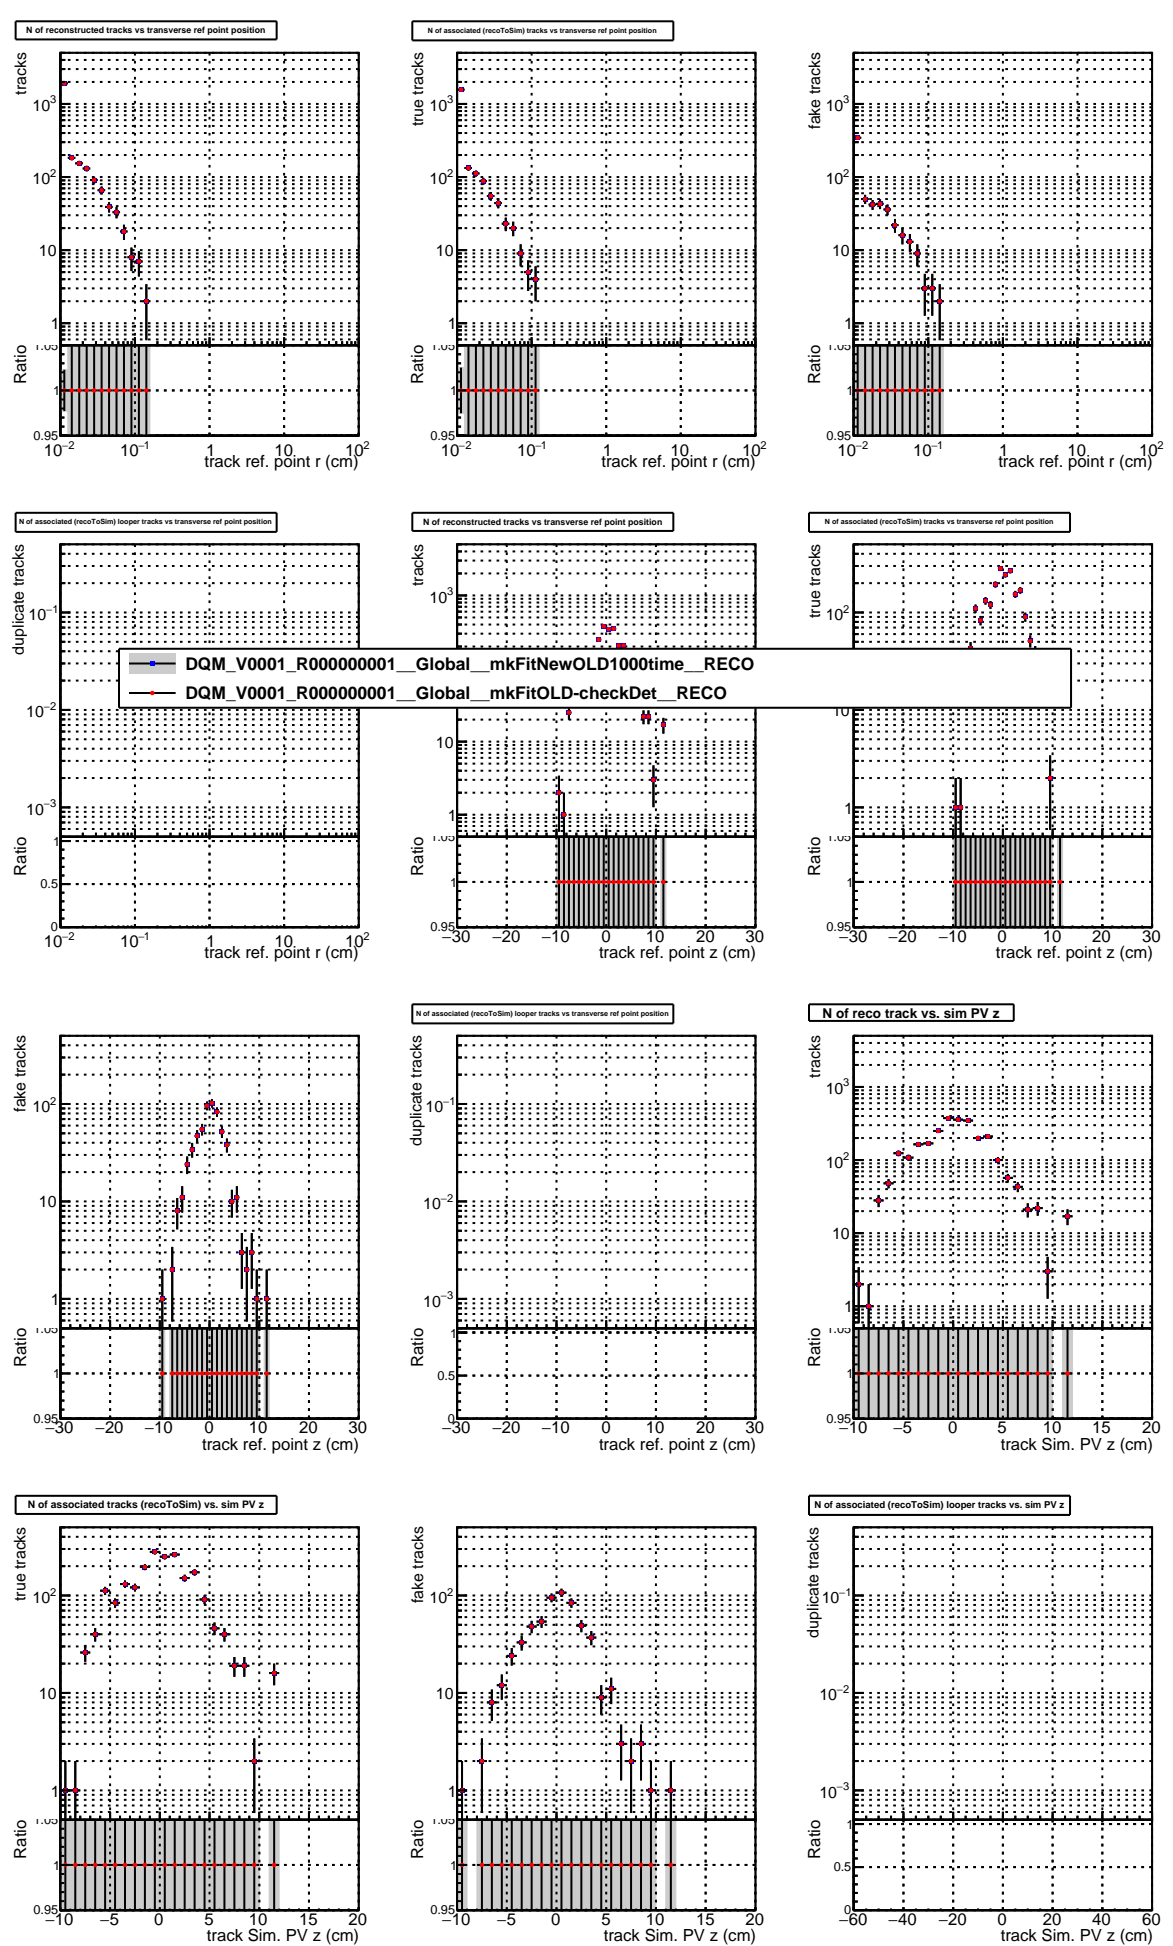 N of reconstructed tracks vs transverse ref point position
tracks
10³
10²
10
1
Ratio
1.05
1
0.95
10⁻² 10⁻¹ 1 10 10²
track ref. point r (cm)
N of associated (recoToSim) tracks vs transverse ref point position
true tracks
10³
10²
10
1
Ratio
1.05
1
0.95
10⁻² 10⁻¹ 1 10 10²
track ref. point r (cm)
fake tracks
10³
10²
10
1
Ratio
1.05
1
0.95
10⁻² 10⁻¹ 1 10 10²
track ref. point r (cm)
N of associated (recoToSim) looper tracks vs transverse ref point position
duplicate tracks
10⁻¹
10⁻²
10⁻³
Ratio
1
0.5
0
10⁻² 10⁻¹ 1 10 10²
track ref. point r (cm)
N of reconstructed tracks vs transverse ref point position
tracks
10³
10
1
Ratio
1.05
1
0.95
−30 −20 −10 0 10 20 30
track ref. point z (cm)
N of associated (recoToSim) tracks vs transverse ref point position
true tracks
10²
10
1
Ratio
1.05
1
0.95
−30 −20 −10 0 10 20 30
track ref. point z (cm)
DQM_V0001_R000000001__Global__mkFitNewOLD1000time__RECO
DQM_V0001_R000000001__Global__mkFitOLD-checkDet__RECO
fake tracks
10²
10
1
Ratio
1.05
1
0.95
−30 −20 −10 0 10 20 30
track ref. point z (cm)
N of associated (recoToSim) looper tracks vs transverse ref point position
duplicate tracks
10⁻¹
10⁻²
10⁻³
Ratio
1
0.5
0
−30 −20 −10 0 10 20 30
track ref. point z (cm)
N of reco track vs. sim PV z
tracks
10³
10²
10
1
Ratio
1.05
1
0.95
−10 −5 0 5 10 15 20
track Sim. PV z (cm)
N of associated tracks (recoToSim) vs. sim PV z
true tracks
10²
10
1
Ratio
1.05
1
0.95
−10 −5 0 5 10 15 20
track Sim. PV z (cm)
fake tracks
10²
10
1
Ratio
1.05
1
0.95
−10 −5 0 5 10 15 20
track Sim. PV z (cm)
N of associated (recoToSim) looper tracks vs. sim PV z
duplicate tracks
10⁻¹
10⁻²
10⁻³
Ratio
1
0.5
0
−60 −40 −20 0 20 40 60
track Sim. PV z (cm)